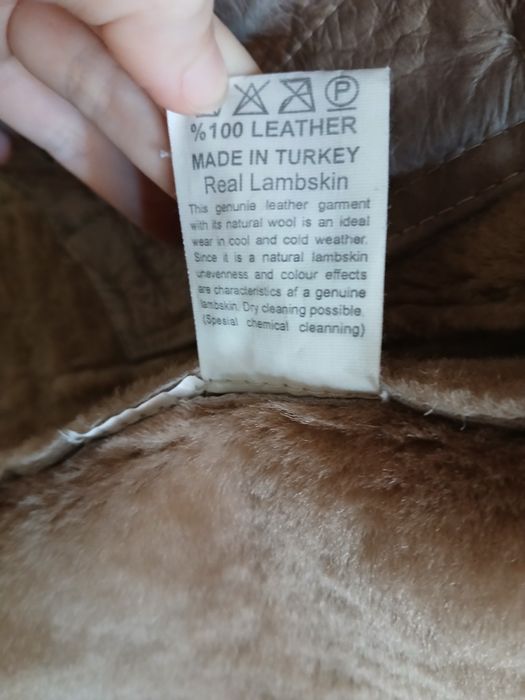 P
%100 LEATHER
MADE IN TURKEY
Real Lambskin
This genunie leather garment
with its natural wool is an ideal
wear in cool and cold weather.
Since it is a natural lambskin
unevenness and colour effects
are characteristics af a genuine
lambskin. Dry cleaning possible.
(Spesial chemical cleanning)